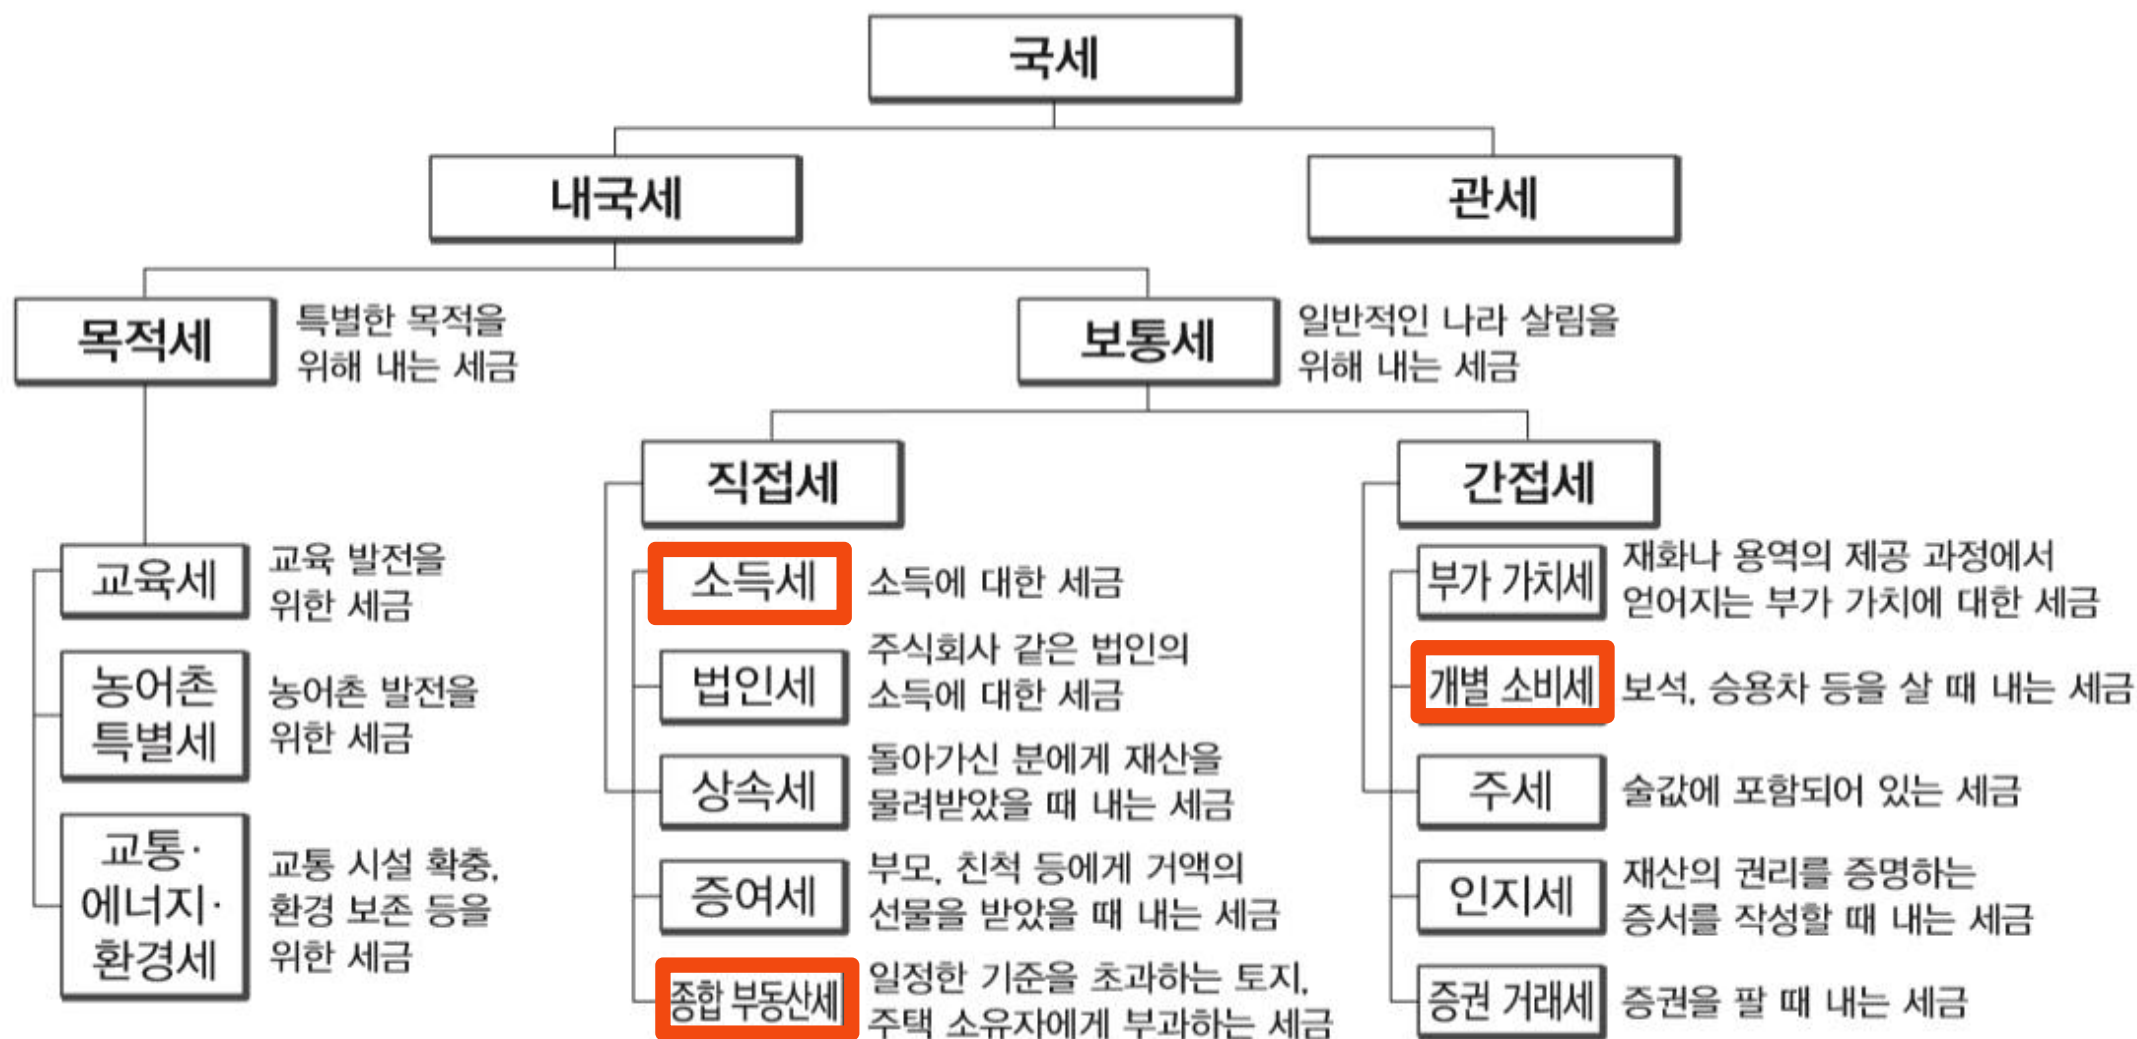 국세
내국세
관세
목적세
특별한 목적을
위해 내는 세금
보통세
일반적인 나라 살림을
위해 내는 세금
교육세
교육 발전을
위한 세금
농어촌
특별세
농어촌 발전을
위한 세금
교통·
에너지·
환경세
교통 시설 확충,
환경 보존 등을
위한 세금
직접세
소득세
소득에 대한 세금
법인세
주식회사 같은 법인의
소득에 대한 세금
상속세
돌아가신 분에게 재산을
물려받았을 때 내는 세금
증여세
부모, 친척 등에게 거액의
선물을 받았을 때 내는 세금
종합 부동산세
일정한 기준을 초과하는 토지,
주택 소유자에게 부과하는 세금
간접세
부가 가치세
재화나 용역의 제공 과정에서
얻어지는 부가 가치에 대한 세금
개별 소비세
보석, 승용차 등을 살 때 내는 세금
주세
술값에 포함되어 있는 세금
인지세
재산의 권리를 증명하는
증서를 작성할 때 내는 세금
증권 거래세
증권을 팔 때 내는 세금